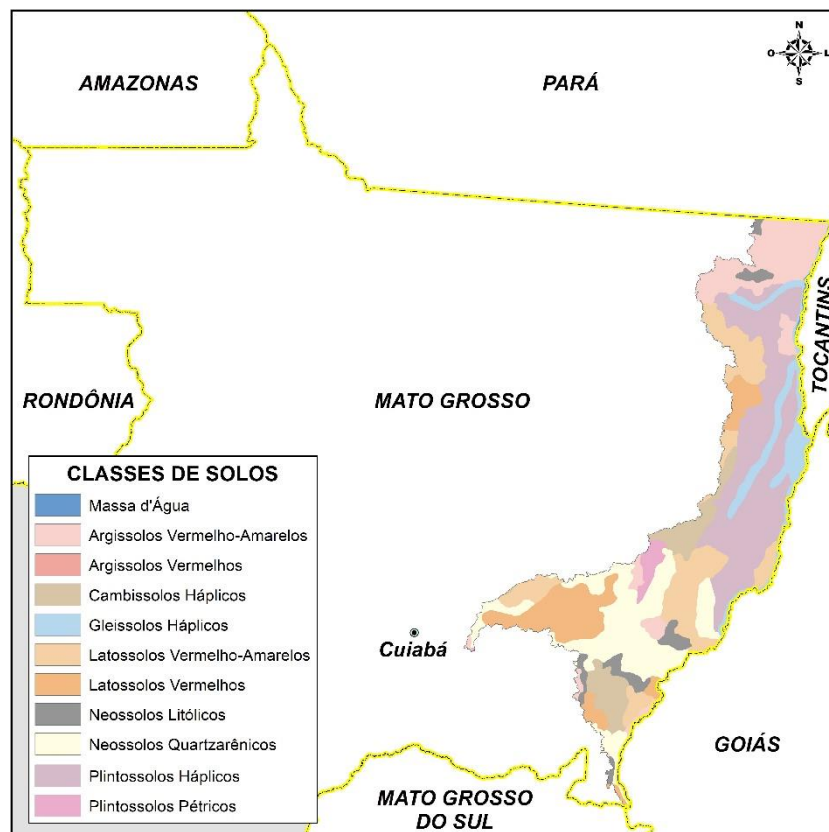 N
O
L
S
AMAZONAS
PARÁ
TOCANTINS
RONDÔNIA
MATO GROSSO
CLASSES DE SOLOS
Massa d'Água
Argissolos Vermelho-Amarelos
Argissolos Vermelhos
Cambissolos Háplicos
Gleissolos Háplicos
Latossolos Vermelho-Amarelos
Latossolos Vermelhos
Neossolos Litólicos
Neossolos Quartzarênicos
Plintossolos Háplicos
Plintossolos Pétricos
Cuiabá
GOIÁS
MATO GROSSO
DO SUL